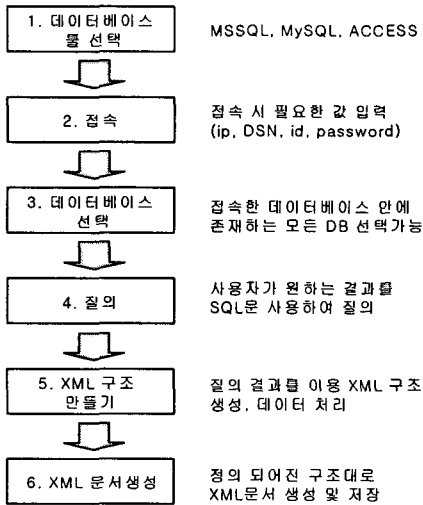 1. 데이터베이스
툴 선택
MSSQL, MySQL, ACCESS
2. 접속
접속 시 필요한 값 입력
(ip, DSN, id, password)
3. 데이터베이스
선택
접속한 데이터베이스 안에
존재하는 모든 DB 선택가능
4. 질의
사용자가 원하는 결과를
SQL문 사용하여 질의
5. XML 구조
만들기
질의 결과를 이용 XML 구조
생성, 데이터 처리
6. XML 문서생성
정의 되어진 구조대로
XML문서 생성 및 저장